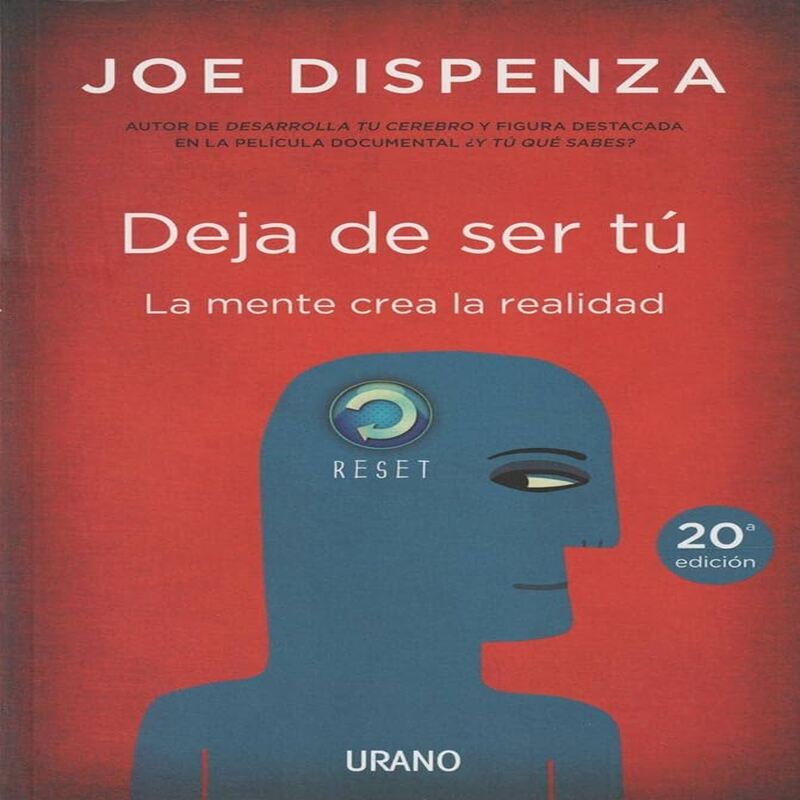 JOE DISPENZA
AUTOR DE DESARROLLA TU CEREBRO Y FIGURA DESTACADA
EN LA PELÍCULA DOCUMENTAL ¿Y TÚ QUÉ SABES?
Deja de ser tú
La mente crea la realidad
RESET
20ª
edición
URANO